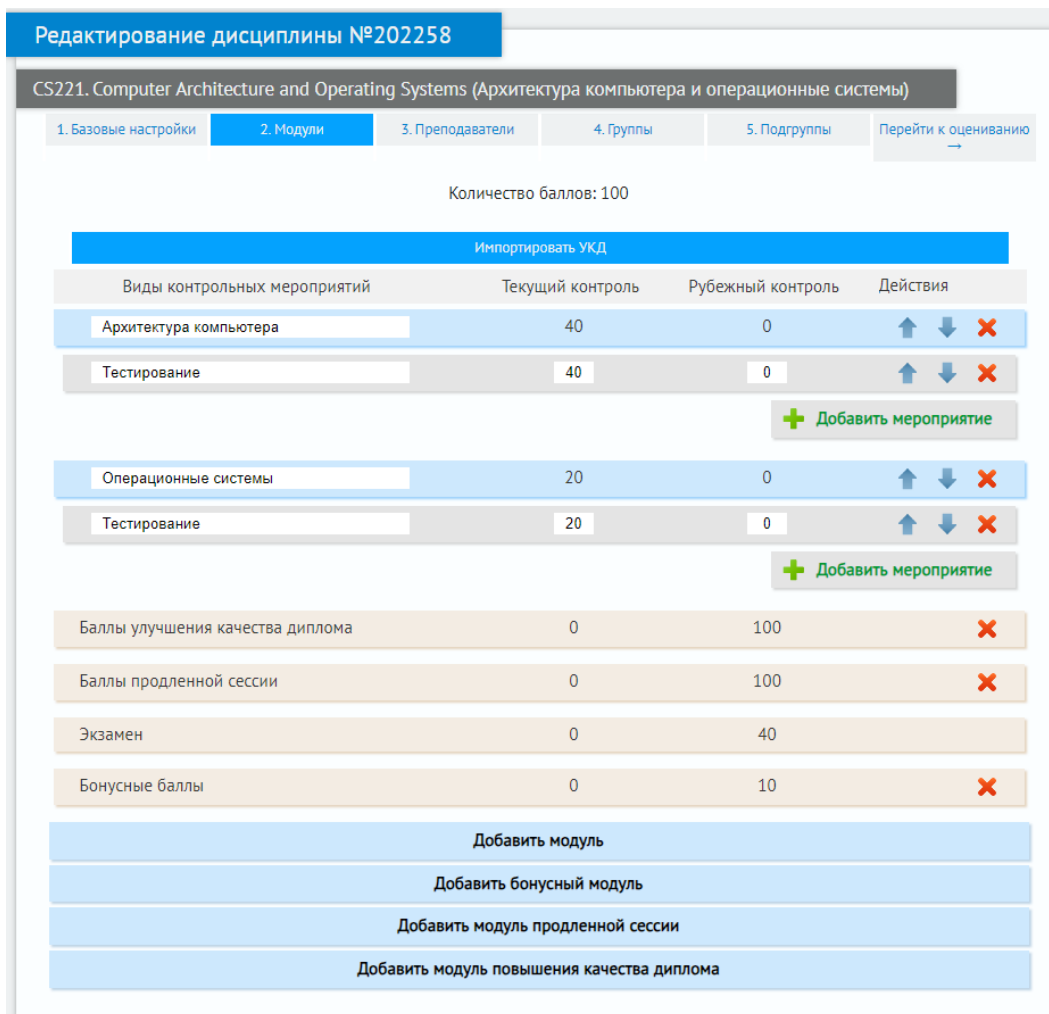 Редактирование дисциплины №202258
CS221. Computer Architecture and Operating Systems (Архитектура компьютера и операционные системы)
1. Базовые настройки 2. Модули 3. Преподаватели 4. Группы 5. Подгруппы Перейти к оцениванию →
Количество баллов: 100
Импортировать УКД
Виды контрольных мероприятий Текущий контроль Рубежный контроль Действия
Архитектура компьютера 40 0
Тестирование 40 0
Добавить мероприятие
Операционные системы 20 0
Тестирование 20 0
Добавить мероприятие
Баллы улучшения качества диплома 0 100
Баллы продленной сессии 0 100
Экзамен 0 40
Бонусные баллы 0 10
Добавить модуль
Добавить бонусный модуль
Добавить модуль продленной сессии
Добавить модуль повышения качества диплома